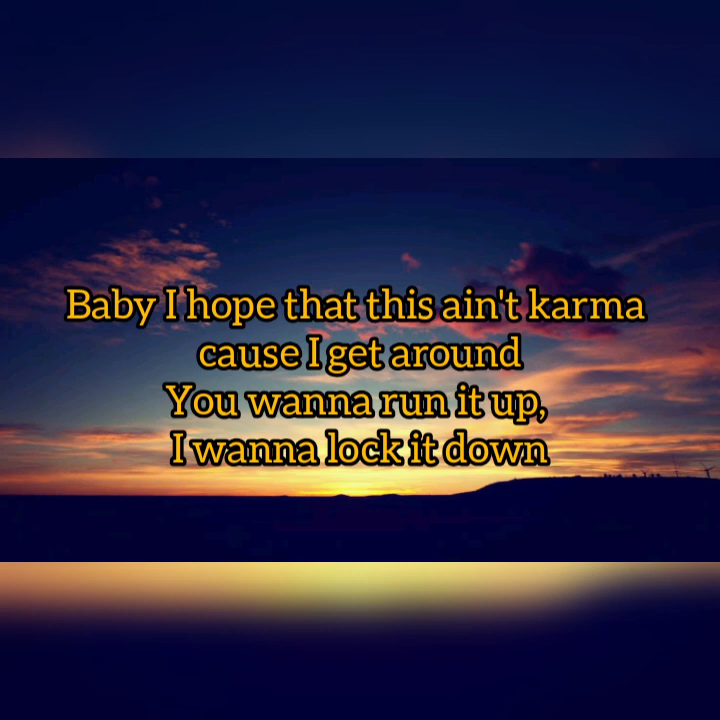 Baby I hope that this ain't karma
cause I get around
You wanna run it up,
I wanna lock it down